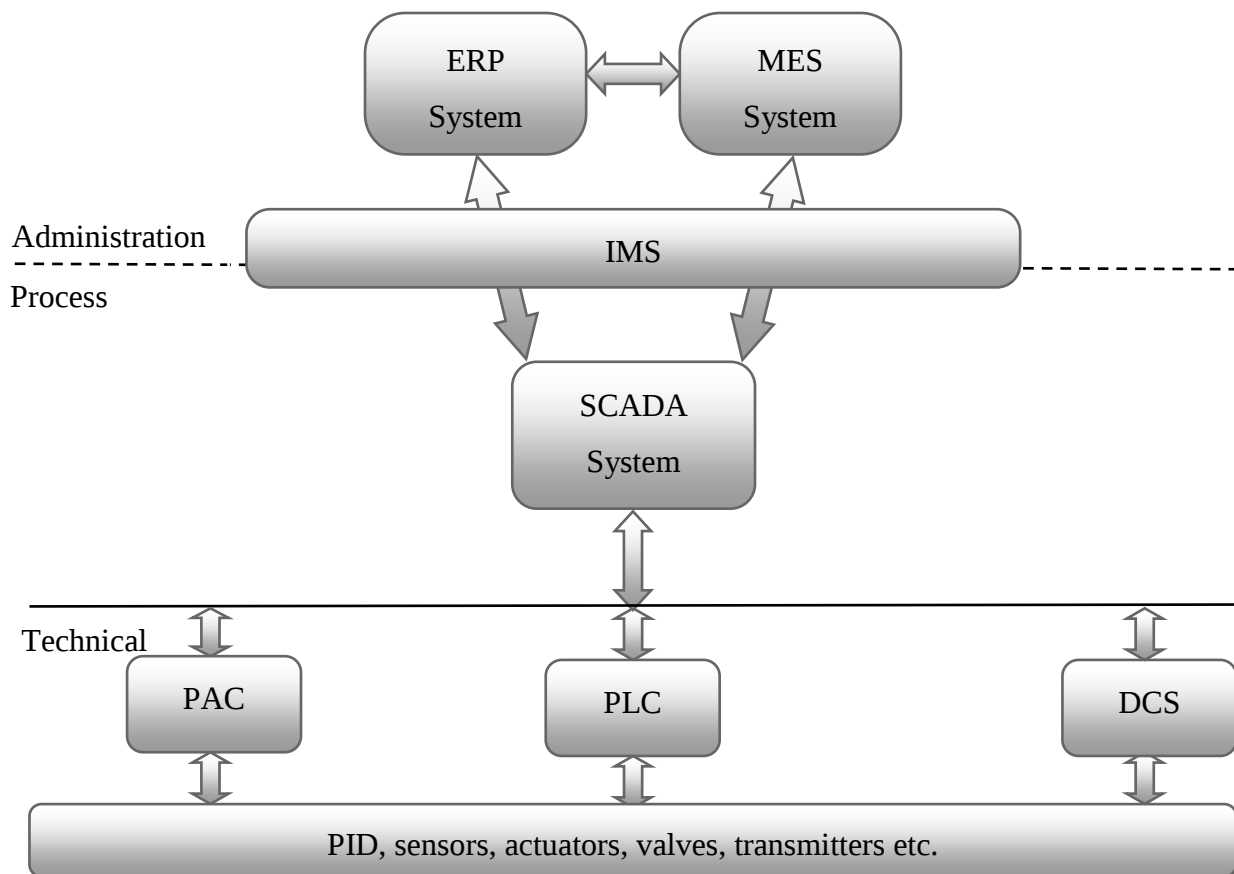 ERP
System
MES
System
Administration
IMS
Process
SCADA
System
Technical
PAC
PLC
DCS
PID, sensors, actuators, valves, transmitters etc.